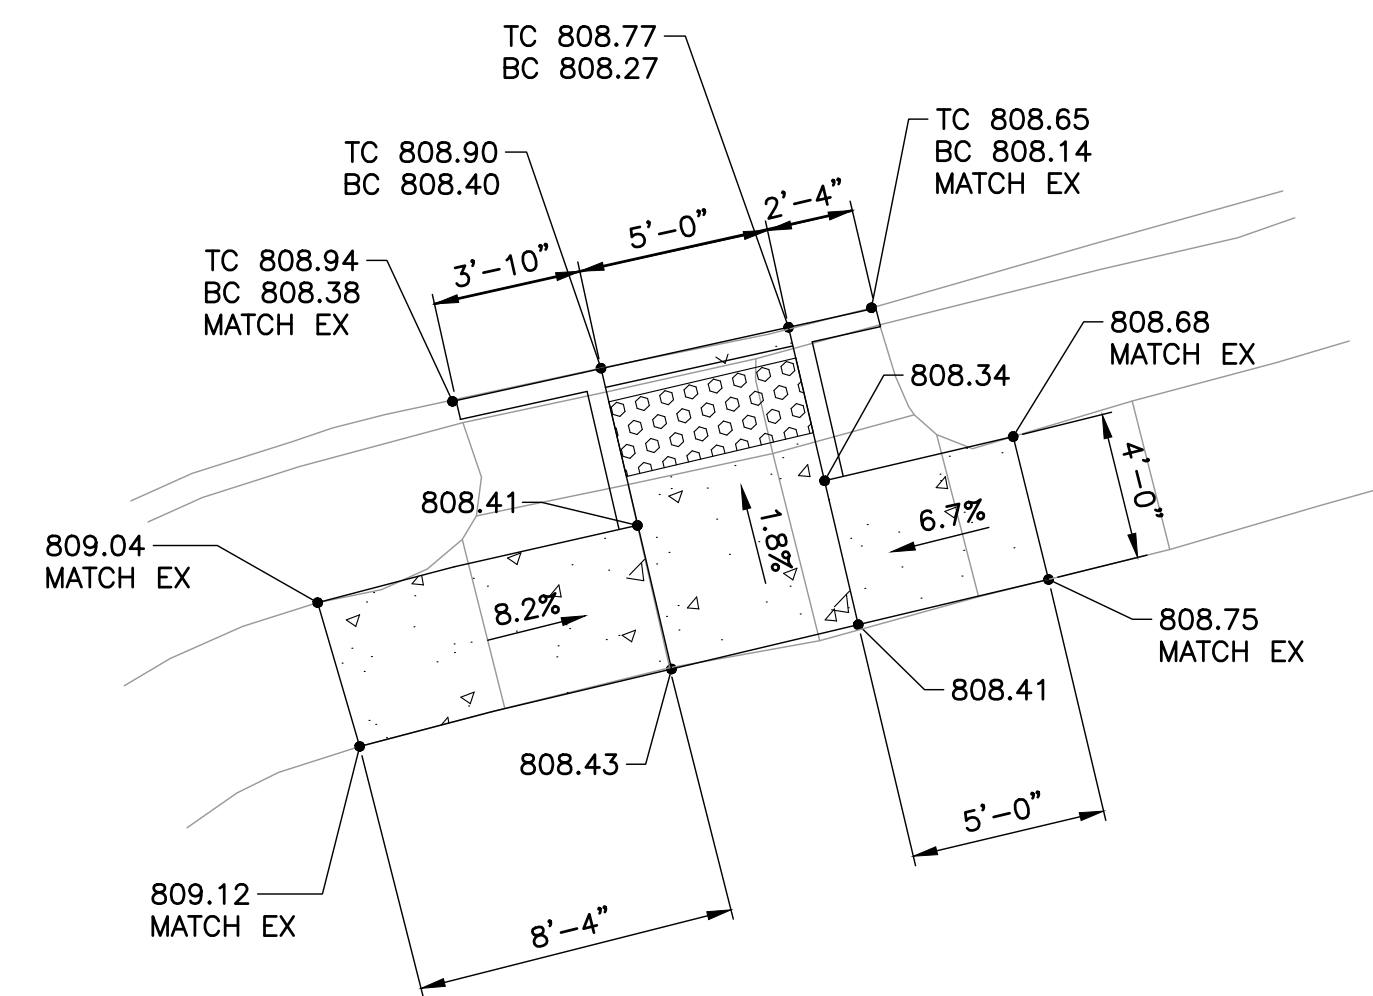 TC 808.77
BC 808.27
TC 808.65
BC 808.14
MATCH EX
TC 808.90
BC 808.40
2'-4"
5'-0"
3'-10"
TC 808.94
BC 808.38
MATCH EX
808.68
MATCH EX
808.34
4'-0"
808.41
6.7%
1.8%
809.04
MATCH EX
8.2%
808.75
MATCH EX
808.41
808.43
5'-0"
809.12
MATCH EX
8'-4"